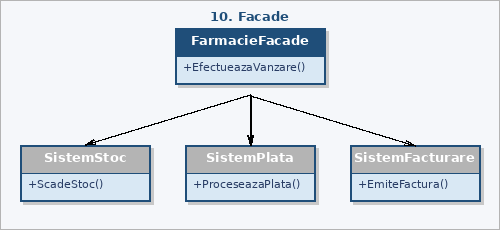 10. Facade
FarmacieFacade
+EfectueazaVanzare()
SistemStoc
+ScadeStoc()
SistemPlata
+ProceseazaPlata()
SistemFacturare
+EmiteFactura()